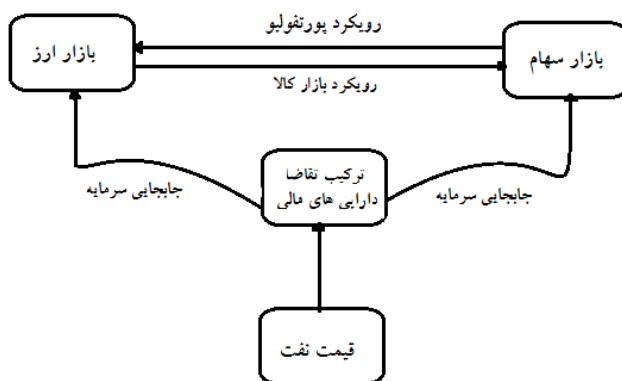 رویکرد پورتفولیو
بازار ارز
بازار سهام
رویکرد بازار کالا
ترکیب تقاضا
دارایی های مالی
جابجایی سرمایه
جابجایی سرمایه
قیمت نفت